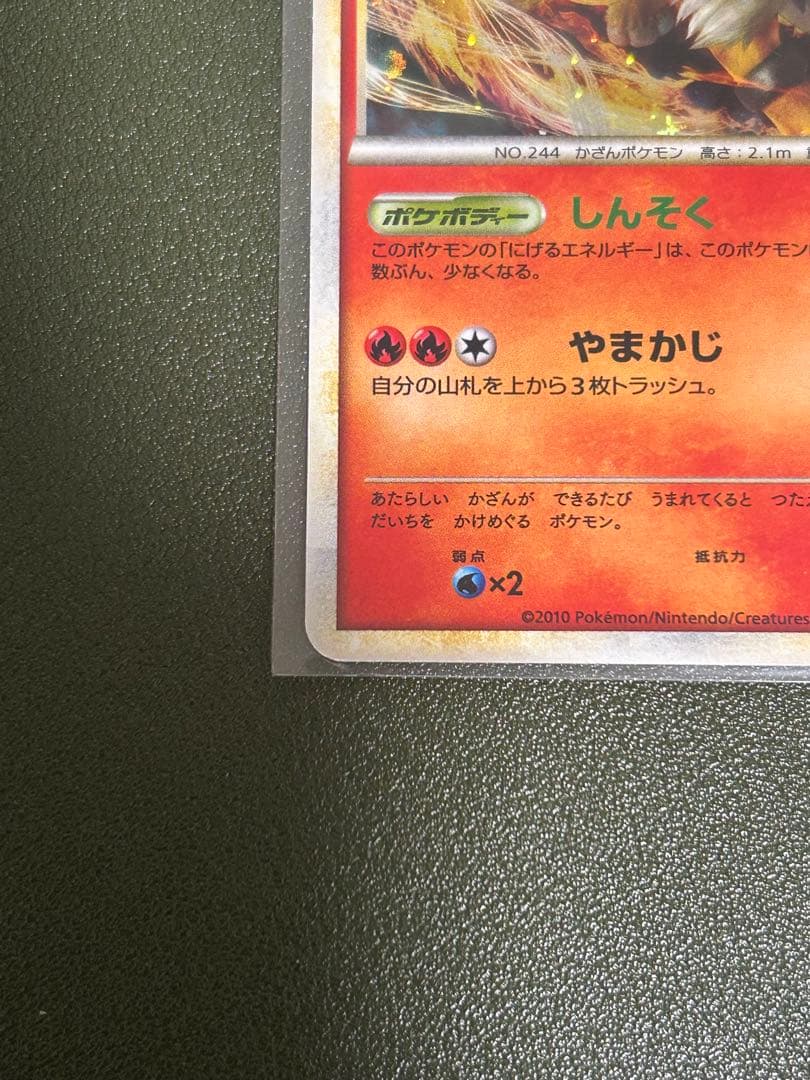 NO.244 かざんポケモン 高さ：2.1m
ポケボディー しんそく
このポケモンの「にげるエネルギー」は、このポケモン
数ぶん、少なくなる。
やまかじ
自分の山札を上から3枚トラッシュ。
あたらしい かざんが できるたび うまれてくると つたえ
だいちを かけめぐる ポケモン。
弱点 抵抗力
×2
©2010 Pokémon/Nintendo/Creatures